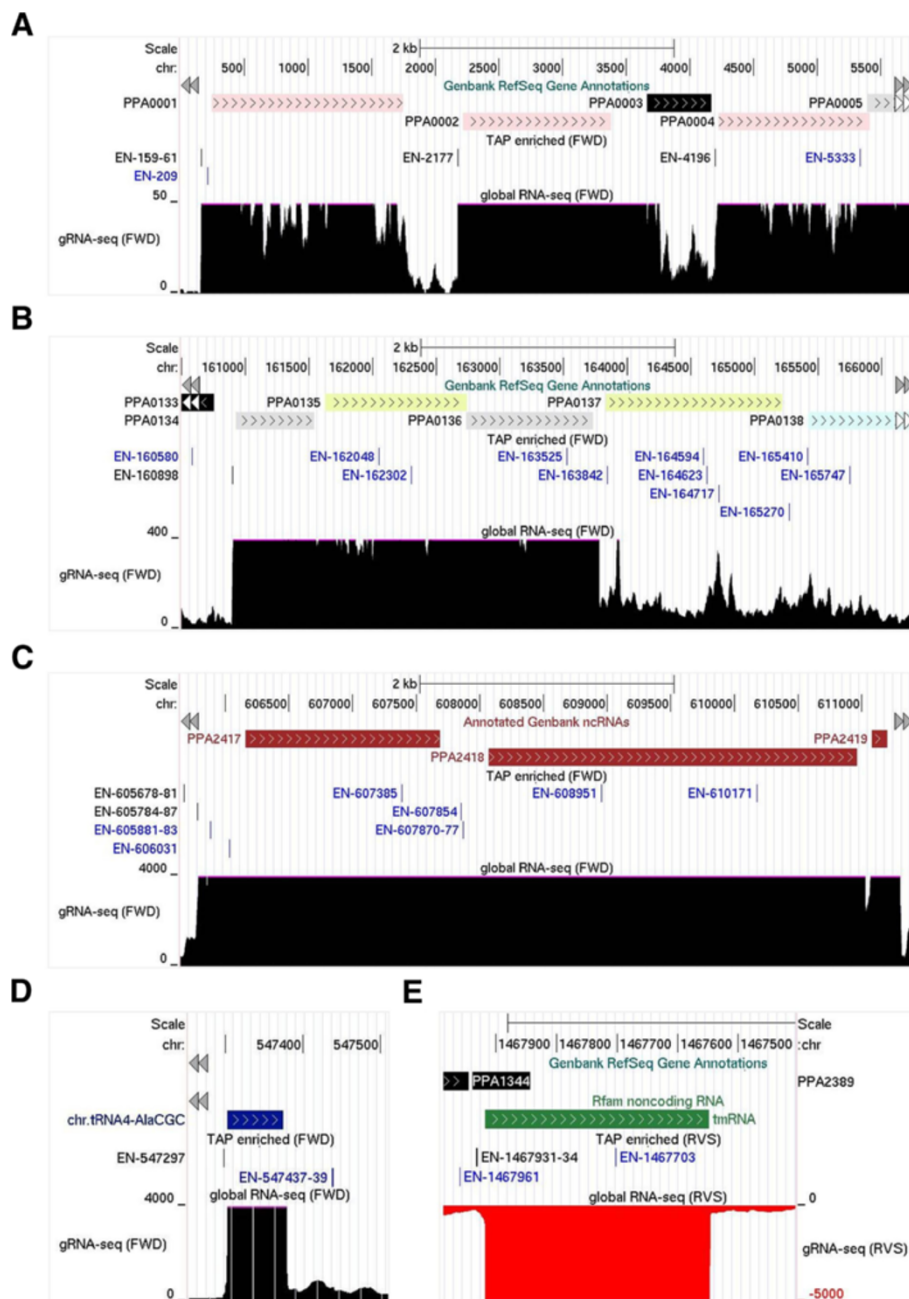 A
Scale 2 kb
chr: 500 1000 1500 2000 2500 3000 3500 4000 4500 5000 5500
Genbank RefSeq Gene Annotations
PPA0001 PPA0003 PPA0005
PPA0002 PPA0004
TAP enriched (FWD)
EN-159-61 EN-2177 EN-4196 EN-5333
EN-209
50 global RNA-seq (FWD)
gRNA-seq (FWD)
0
B
Scale 2 kb
chr: 161000 161500 162000 162500 163000 163500 164000 164500 165000 165500 166000
Genbank RefSeq Gene Annotations
PPA0133 PPA0135 PPA0137
PPA0134 PPA0136 PPA0138
TAP enriched (FWD)
EN-160580 EN-162048 EN-163525 EN-164594 EN-165410
EN-160898 EN-162302 EN-163842 EN-164623 EN-165747
EN-164717
EN-165270
400 global RNA-seq (FWD)
gRNA-seq (FWD)
0
C
Scale 2 kb
chr: 606500 607000 607500 608000 608500 609000 609500 610000 610500 611000
Annotated Genbank ncRNAs
PPA2417 PPA2419
PPA2418
TAP enriched (FWD)
EN-605678-81 EN-607385 EN-608951 EN-610171
EN-605784-87 EN-607854
EN-605881-83 EN-607870-77
EN-606031
4000 global RNA-seq (FWD)
gRNA-seq (FWD)
0
D
Scale
chr: 547400 547500
chr.tRNA4-AlaCGC
TAP enriched (FWD)
EN-547297
EN-547437-39
4000 global RNA-seq (FWD)
gRNA-seq (FWD)
0
E
Scale
1467900 1467800 1467700 1467600 1467500 :chr
Genbank RefSeq Gene Annotations
PPA1344 PPA2389
Rfam noncoding RNA
tmRNA
TAP enriched (RVS)
EN-1467931-34 EN-1467703
EN-1467961
global RNA-seq (RVS) 0
gRNA-seq (RVS)
-5000